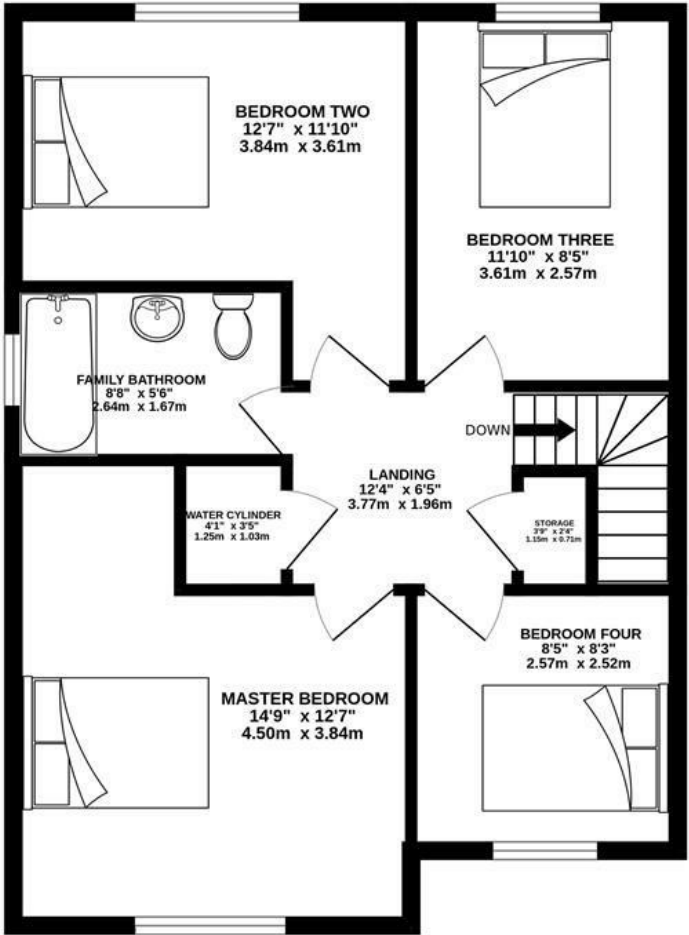 BEDROOM TWO
12'7" x 11'10"
3.84m x 3.61m
BEDROOM THREE
11'10" x 8'5"
3.61m x 2.57m
FAMILY BATHROOM
8'8" x 5'6"
2.64m x 1.67m
DOWN
LANDING
12'4" x 6'5"
3.77m x 1.96m
WATER CYLINDER
4'1" x 3'5"
1.25m x 1.03m
STORAGE
3'9" x 2'4"
1.15m x 0.71m
BEDROOM FOUR
8'5" x 8'3"
2.57m x 2.52m
MASTER BEDROOM
14'9" x 12'7"
4.50m x 3.84m